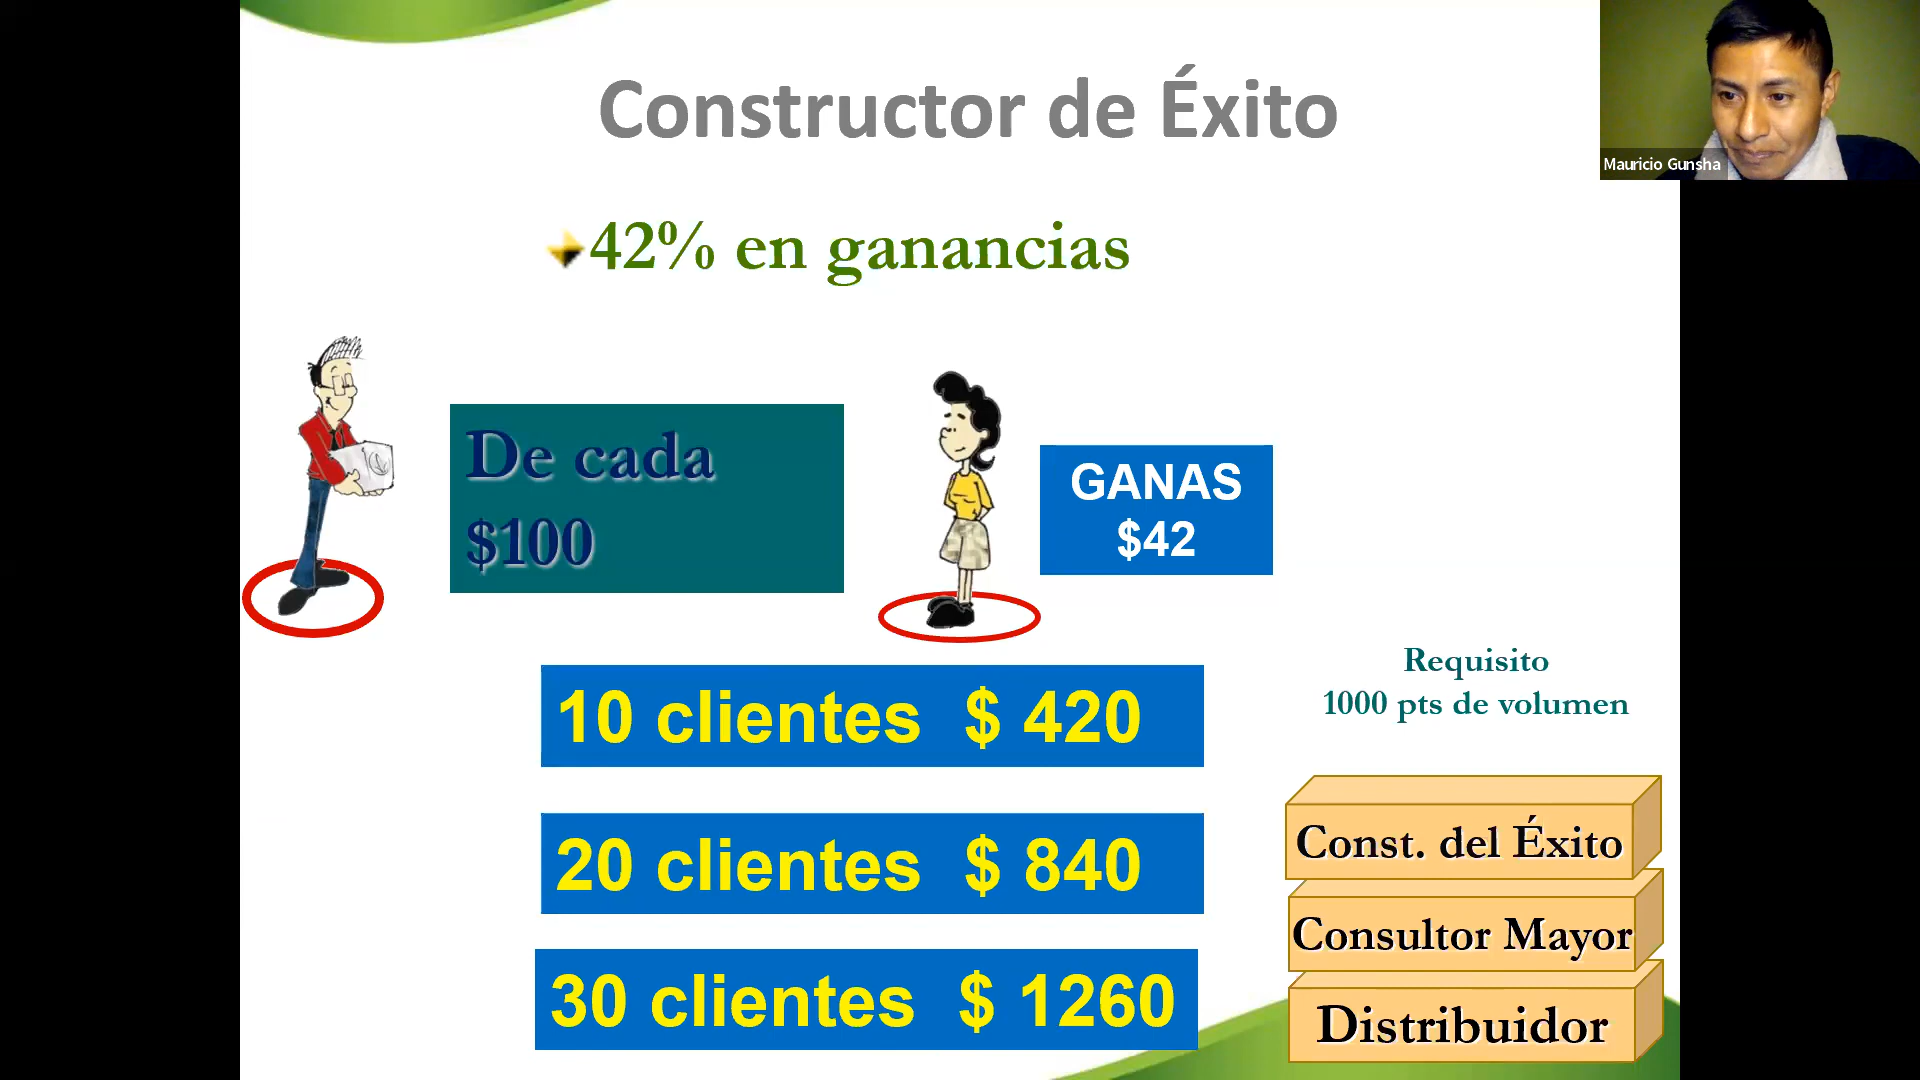 Constructor de Éxito
Mauricio Gunsha
42% en ganancias
De cada
$100
GANAS
$42
10 clientes $ 420
20 clientes $ 840
30 clientes $ 1260
Requisito
1000 pts de volumen
Const. del Éxito
Consultor Mayor
Distribuidor